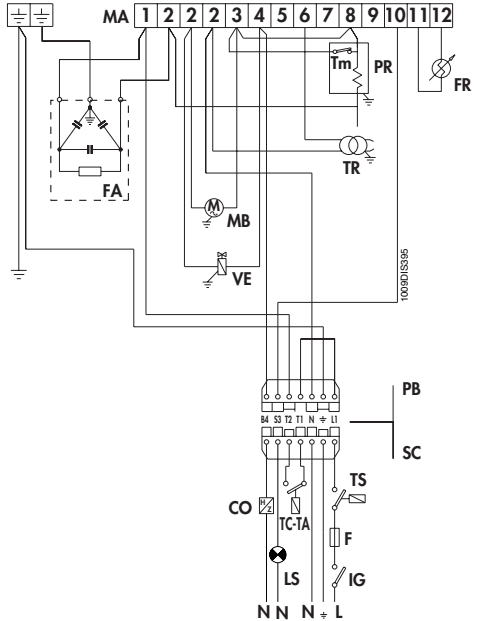 MA 1 2 2 2 3 4 5 6 7 8 9 10 11 12
Tm
PR
FR
TR
FA
M
MB
VE
1009DIS395
PB
B4 S3 T2 T1 N L1
SC
TS
CO
H
Z
TC-TA
F
LS
IG
N N N L